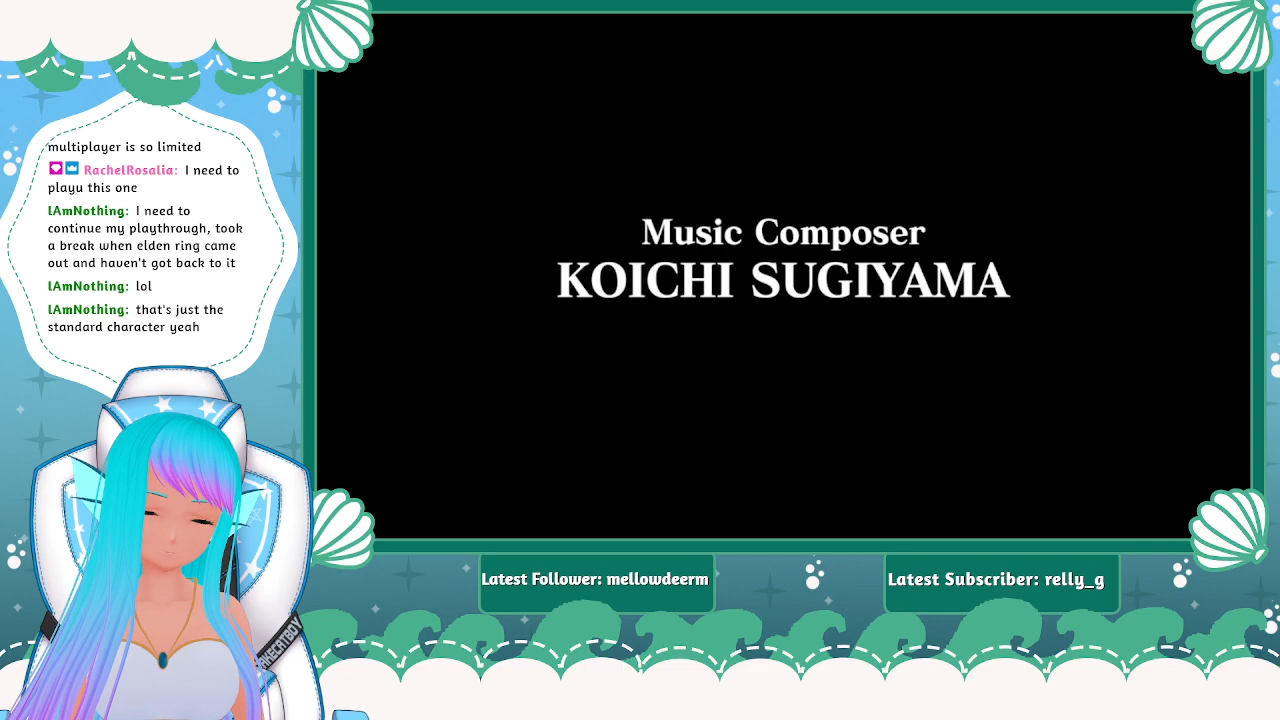 multiplayer is so limited
RachelRosalia: I need to
playu this one
lAmNothing: I need to
continue my playthrough, took
a break when elden ring came
out and haven't got back to it
lAmNothing: lol
lAmNothing: that's just the
standard character yeah
Music Composer
KOICHI SUGIYAMA
Latest Follower: mellowdeerm
Latest Subscriber: relly_g